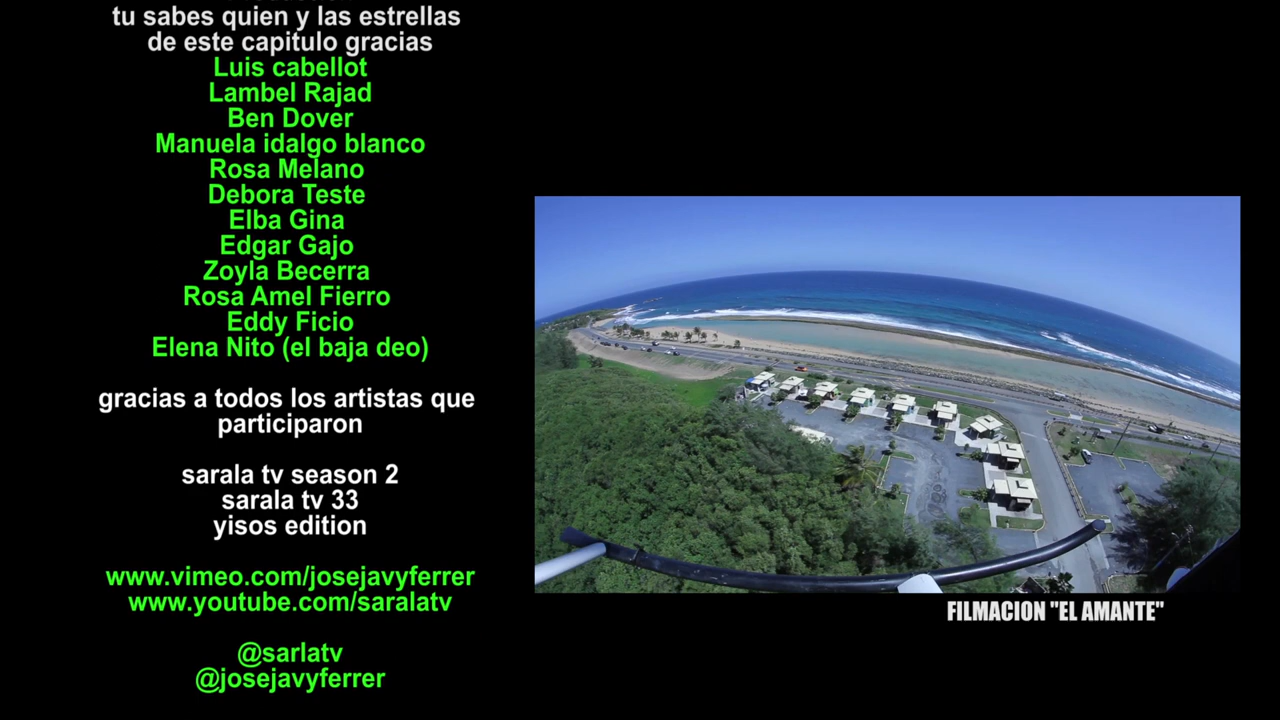 tu sabes quien y las estrellas
de este capitulo gracias
Luis cabellot
Lambel Rajad
Ben Dover
Manuela idalgo blanco
Rosa Melano
Debora Teste
Elba Gina
Edgar Gajo
Zoyla Becerra
Rosa Amel Fierro
Eddy Ficio
Elena Nito (el baja deo)
gracias a todos los artistas que
participaron
sarala tv season 2
sarala tv 33
yisos edition
www.vimeo.com/josejavyferrer
www.youtube.com/saralatv
@sarlatv
@josejavyferrer
FILMACION "EL AMANTE"